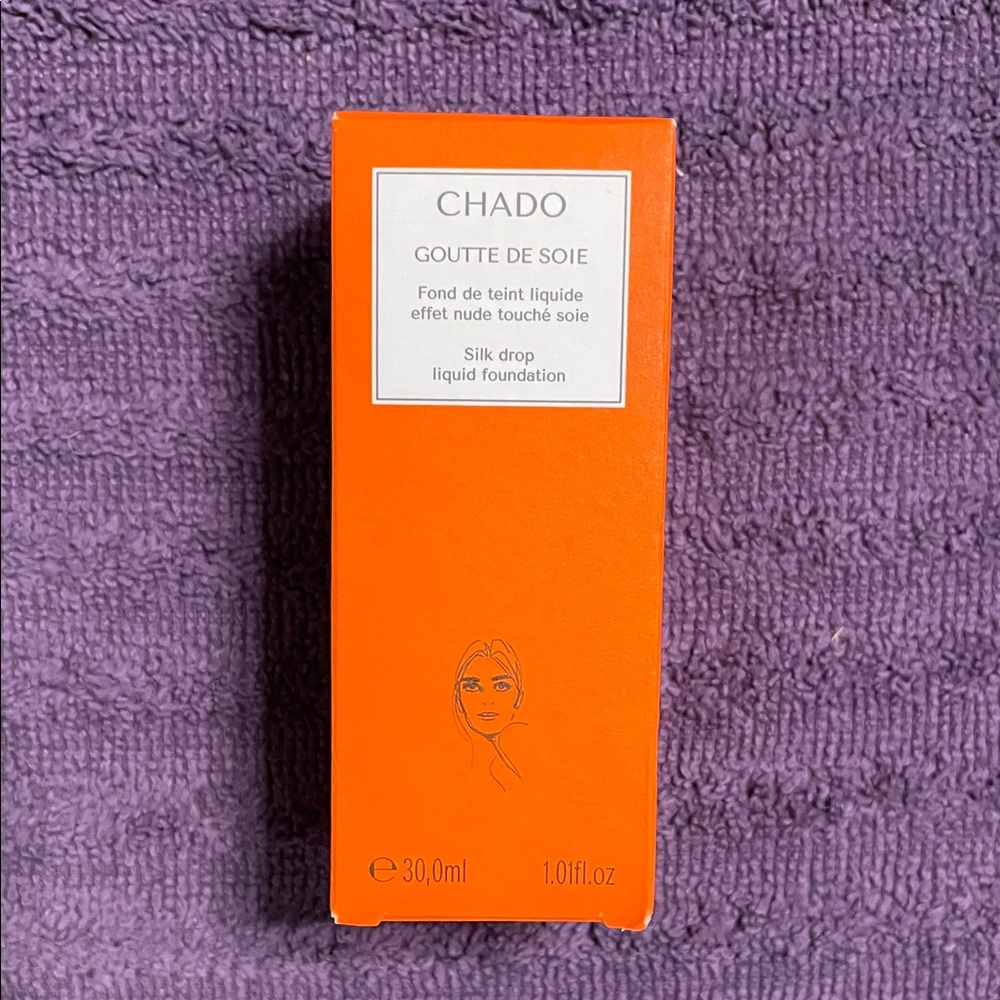 CHADO
GOUTTE DE SOIE
Fond de teint liquide
effet nude touché soie
Silk drop
liquid foundation
℮ 30,0ml 1.01fl.oz